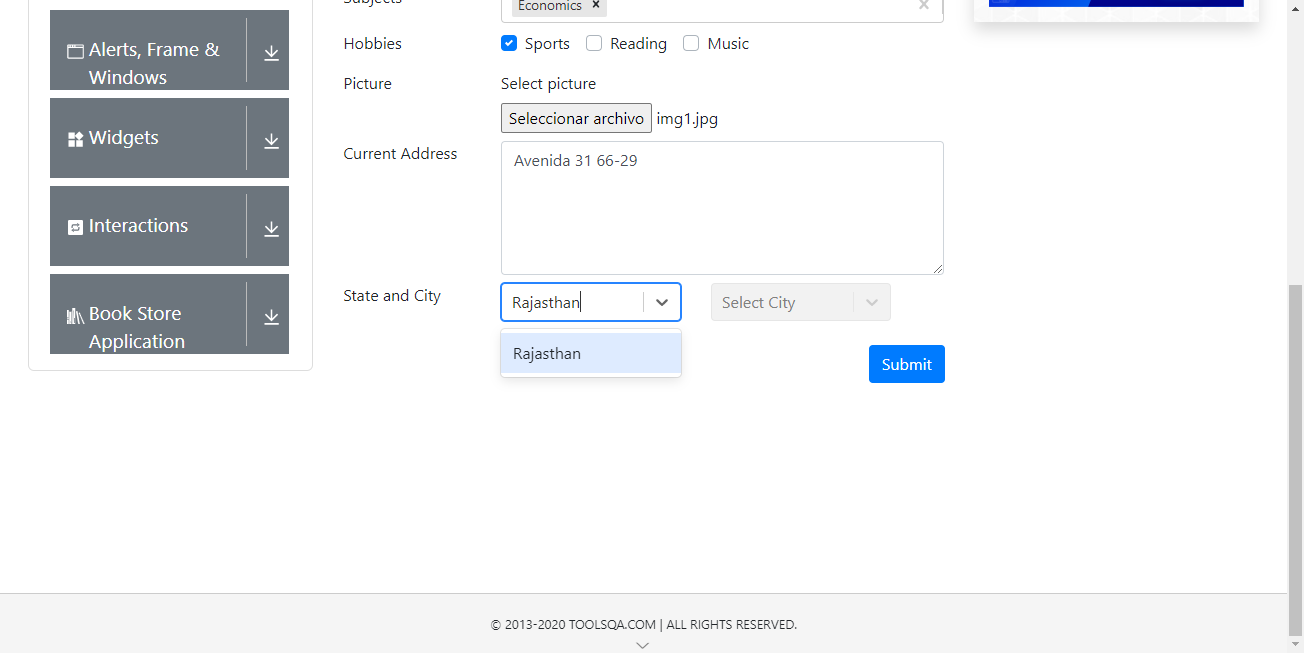 Subjects
Economics ×
Alerts, Frame &
Windows
Widgets
Interactions
Book Store
Application
Hobbies
Sports Reading Music
Picture
Select picture
Seleccionar archivo img1.jpg
Current Address
Avenida 31 66-29
State and City
Rajasthan
Select City
Rajasthan
Submit
© 2013-2020 TOOLSQA.COM | ALL RIGHTS RESERVED.